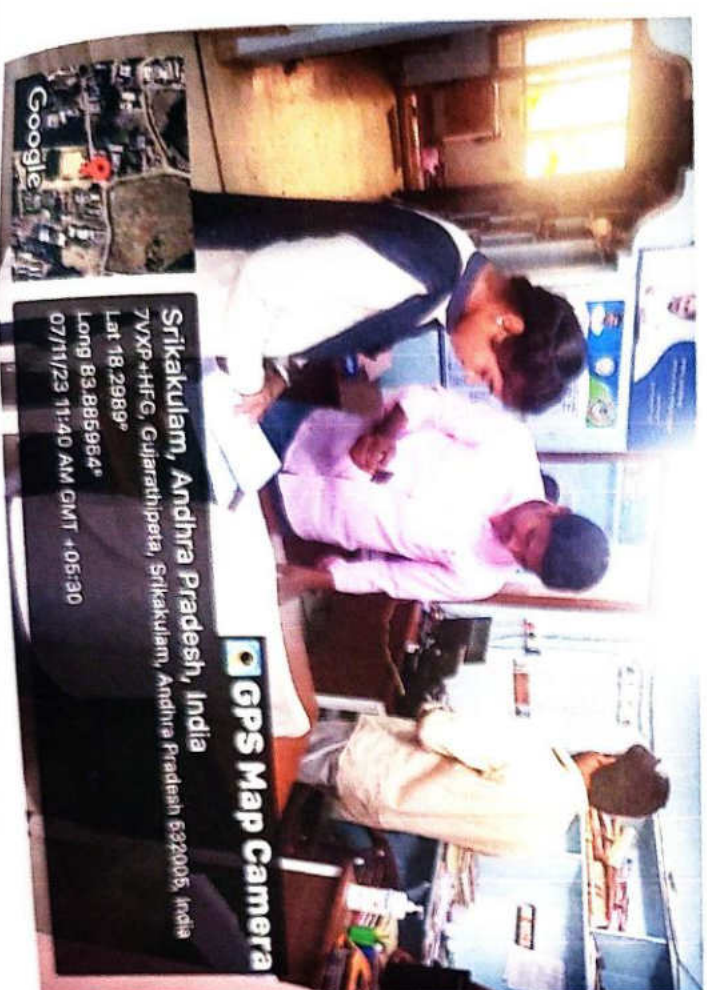 GPS Map Camera
Srikakulam, Andhra Pradesh, India
7VXP+HFG, Gujarathipeta, Srikakulam, Andhra Pradesh 532005, India
Lat 18.2989°
Long 83.885984°
07/11/23 11:40 AM GMT +05:30
Google